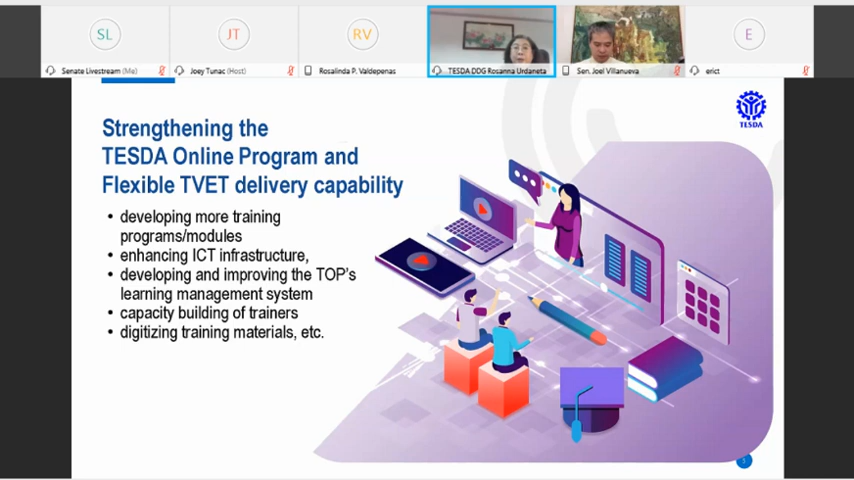 SL
JT
RV
E
Senate Livestream (Me)
Joey Tunac (Host)
Rosalinda P. Valdepenas
TESDA DDG Rosanna Urdaneta
Sen. Joel Villanueva
erict
TESDA
Strengthening the
TESDA Online Program and
Flexible TVET delivery capability
• developing more training
programs/modules
• enhancing ICT infrastructure,
• developing and improving the TOP's
learning management system
• capacity building of trainers
• digitizing training materials, etc.